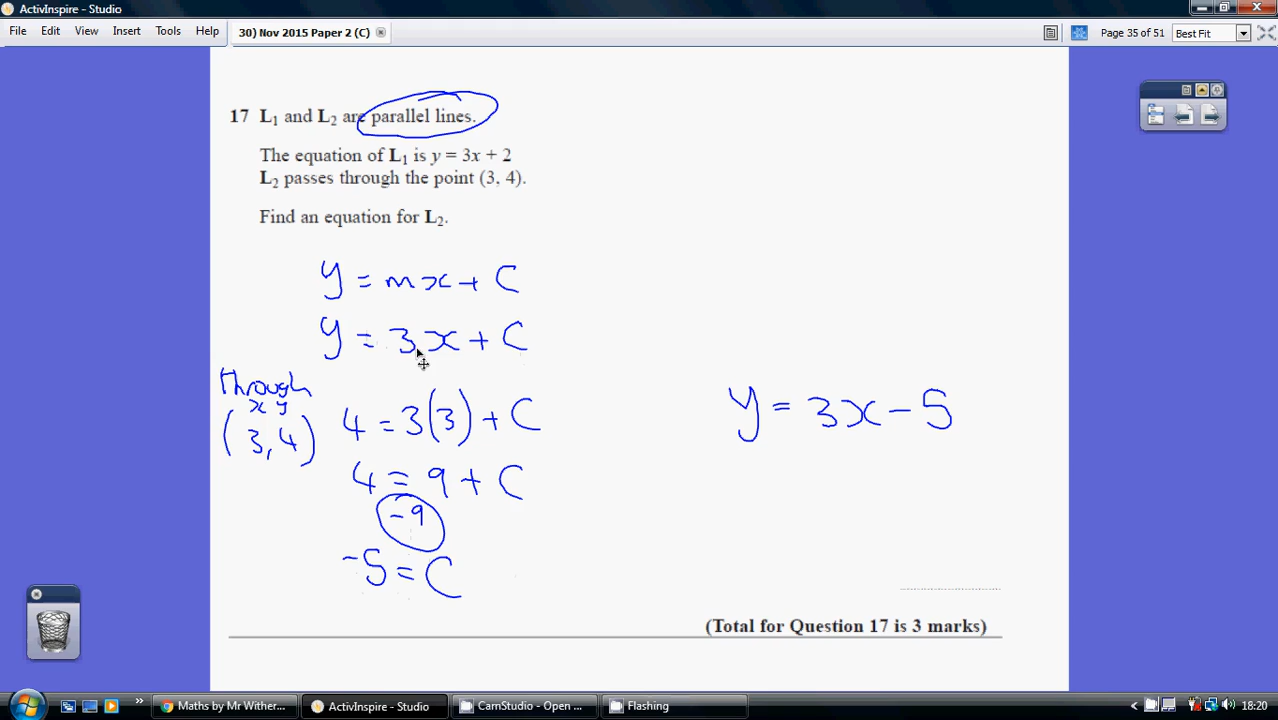 ActivInspire - Studio
File Edit View Insert Tools Help
30) Nov 2015 Paper 2 (C)
Page 35 of 51 Best Fit
17 L1 and L2 are parallel lines.
The equation of L1 is y = 3x + 2
L2 passes through the point (3, 4).
Find an equation for L2.
y = mx + C
y = 3x + C
through
x y
(3, 4)
4 = 3(3) + C
4 = 9 + C
-9
-5 = C
y = 3x - 5
(Total for Question 17 is 3 marks)
Maths by Mr Wither... ActivInspire - Studio CamStudio - Open ... Flashing 18:20